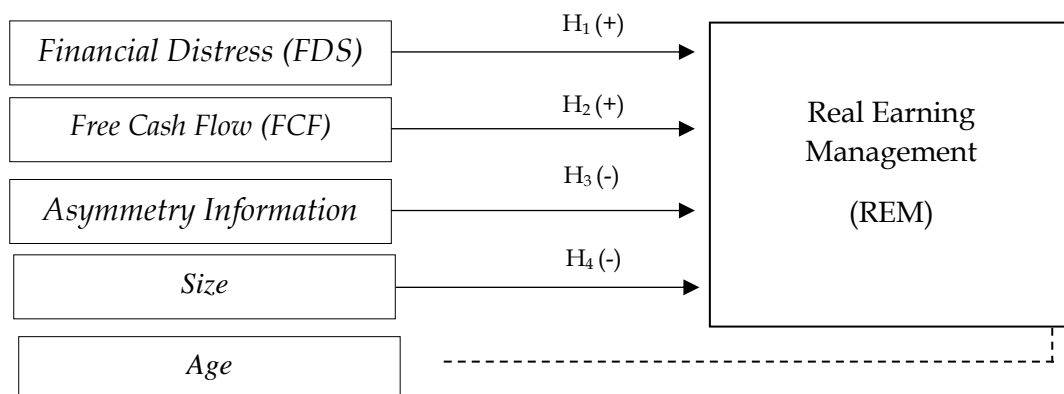 Financial Distress (FDS)
H₁ (+)
Free Cash Flow (FCF)
H₂ (+)
Asymmetry Information
H₃ (-)
Size
H₄ (-)
Age
Real Earning
Management
(REM)